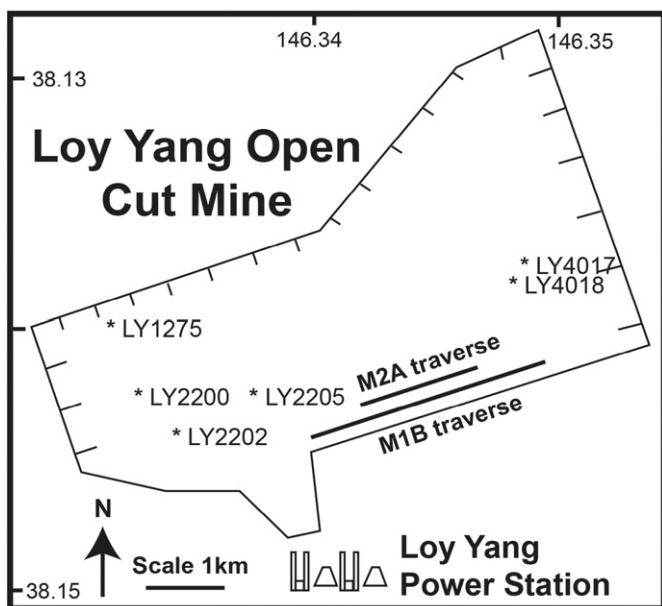 146.34
146.35
38.13
Loy Yang Open
Cut Mine
* LY4017
* LY4018
* LY1275
M2A traverse
* LY2200
* LY2205
M1B traverse
* LY2202
N
Scale 1km
Loy Yang
Power Station
38.15